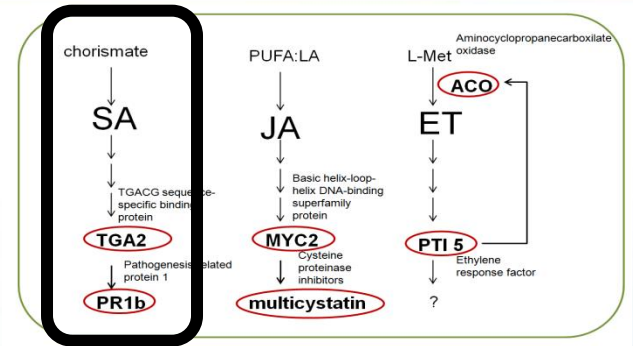 chorismate
SA
TGACG sequence-
specific binding
protein
TGA2
Pathogenesis related
protein 1
PR1b
PUFA:LA
JA
Basic helix-loop-
helix DNA-binding
superfamily
protein
MYC2
Cysteine
proteinase
inhibitors
multicystatin
Aminocyclopropanecarboxilate
oxidase
L-Met
ACO
ET
PTI 5
Ethylene
response factor
?